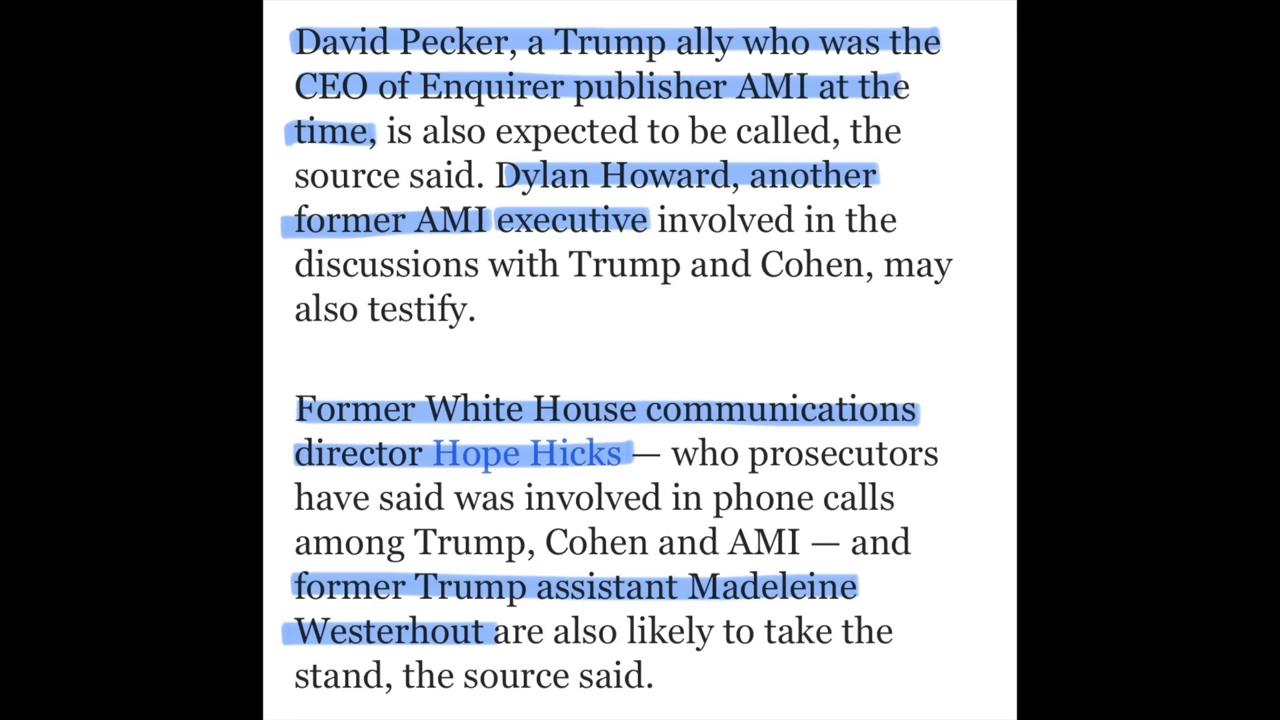 David Pecker, a Trump ally who was the
CEO of Enquirer publisher AMI at the
time, is also expected to be called, the
source said. Dylan Howard, another
former AMI executive involved in the
discussions with Trump and Cohen, may
also testify.
Former White House communications
director Hope Hicks — who prosecutors
have said was involved in phone calls
among Trump, Cohen and AMI — and
former Trump assistant Madeleine
Westerhout are also likely to take the
stand, the source said.